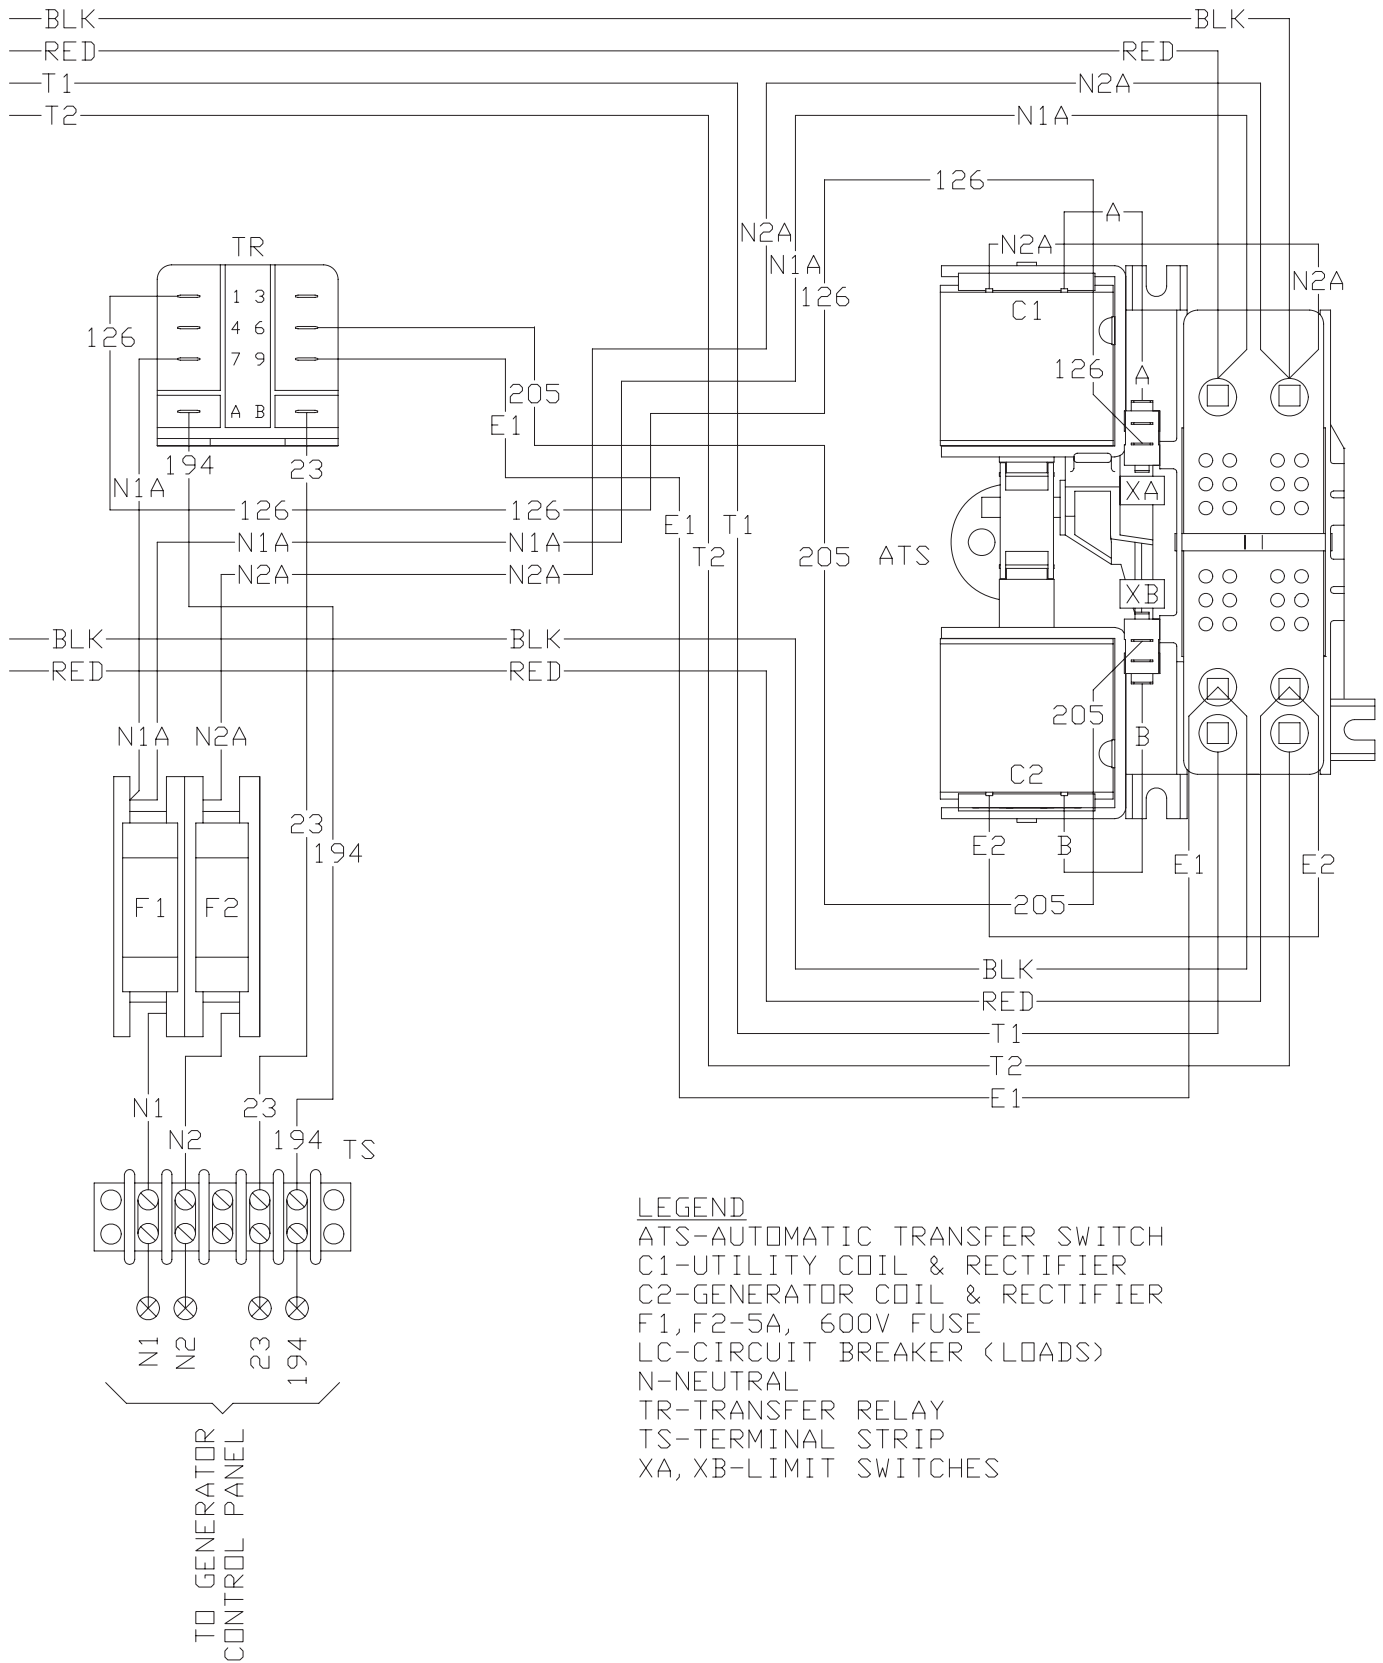 BLK BLK
RED RED
T1 N2A
T2 N1A
126
A
N2A N2A
TR N1A N2A
126 C1
1 3
4 6
126
7 9
126 A
205
A B E1
194 23
N1A XA
126 126 E1 T1
N1A N1A T2 205 ATS
N2A N2A XB
BLK BLK
RED RED
205 B
N1A N2A
C2
23
194 E2 B E1 E2
F1 F2 205
BLK
RED
T1
T2
E1
N1 23
N2 194 TS
N1 N2 23 194
TO GENERATOR
CONTROL PANEL
LEGEND
ATS-AUTOMATIC TRANSFER SWITCH
C1-UTILITY COIL & RECTIFIER
C2-GENERATOR COIL & RECTIFIER
F1,F2-5A, 600V FUSE
LC-CIRCUIT BREAKER (LOADS)
N-NEUTRAL
TR-TRANSFER RELAY
TS-TERMINAL STRIP
XA,XB-LIMIT SWITCHES